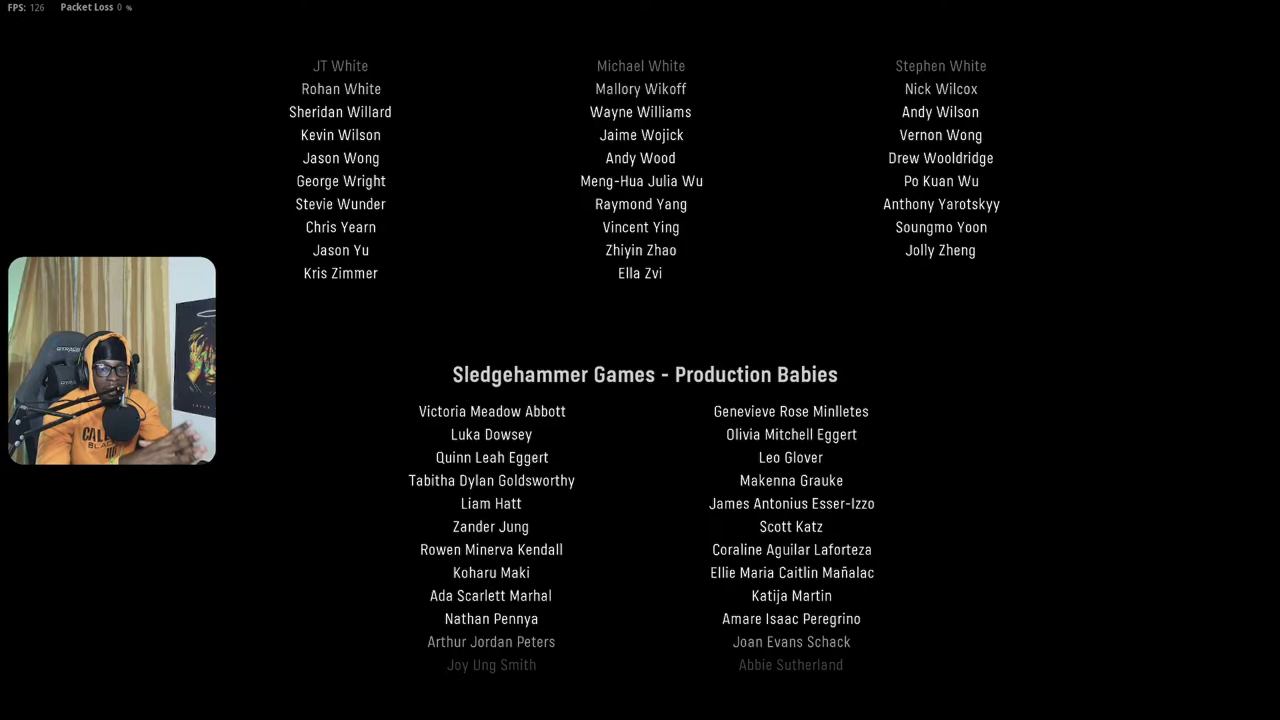 FPS: 126 Packet Loss 0 %
JT White Michael White Stephen White
Rohan White Mallory Wikoff Nick Wilcox
Sheridan Willard Wayne Williams Andy Wilson
Kevin Wilson Jaime Wojick Vernon Wong
Jason Wong Andy Wood Drew Wooldridge
George Wright Meng-Hua Julia Wu Po Kuan Wu
Stevie Wunder Raymond Yang Anthony Yarotskyy
Chris Yearn Vincent Ying Soungmo Yoon
Jason Yu Zhiyin Zhao Jolly Zheng
Kris Zimmer Ella Zvi
Sledgehammer Games - Production Babies
Victoria Meadow Abbott Genevieve Rose Minlletes
Luka Dowsey Olivia Mitchell Eggert
Quinn Leah Eggert Leo Glover
Tabitha Dylan Goldsworthy Makenna Grauke
Liam Hatt James Antonius Esser-Izzo
Zander Jung Scott Katz
Rowen Minerva Kendall Coraline Aguilar Laforteza
Koharu Maki Ellie Maria Caitlin Mañalac
Ada Scarlett Marhal Katija Martin
Nathan Pennya Amare Isaac Peregrino
Arthur Jordan Peters Joan Evans Schack
Joy Ung Smith Abbie Sutherland